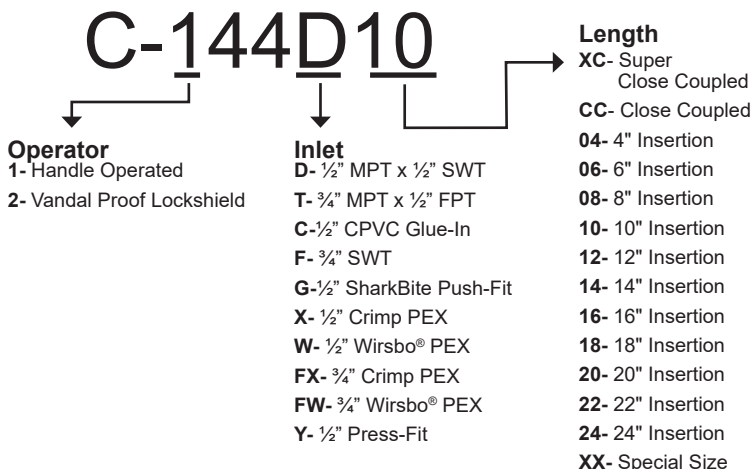 C-144D10
Operator
1- Handle Operated
2- Vandal Proof Lockshield
Inlet
D- ½” MPT x ½” SWT
T- ¾” MPT x ½” FPT
C-½” CPVC Glue-In
F- ¾” SWT
G-½” SharkBite Push-Fit
X- ½” Crimp PEX
W- ½” Wirsbo® PEX
FX- ¾” Crimp PEX
FW- ¾” Wirsbo® PEX
Y- ½” Press-Fit
Length
XC- Super
Close Coupled
CC- Close Coupled
04- 4" Insertion
06- 6" Insertion
08- 8" Insertion
10- 10" Insertion
12- 12" Insertion
14- 14" Insertion
16- 16" Insertion
18- 18" Insertion
20- 20" Insertion
22- 22" Insertion
24- 24" Insertion
XX- Special Size